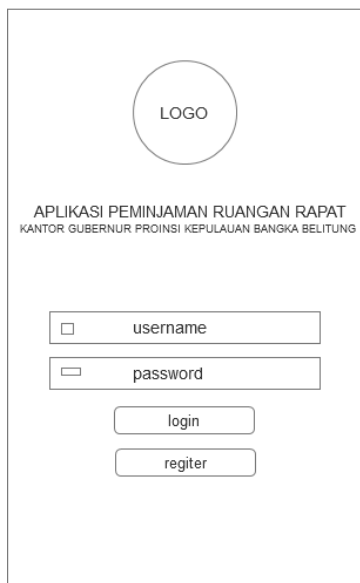 LOGO
APLIKASI PEMINJAMAN RUANGAN RAPAT
KANTOR GUBERNUR PROINSI KEPULAUAN BANGKA BELITUNG
username
password
login
regiter